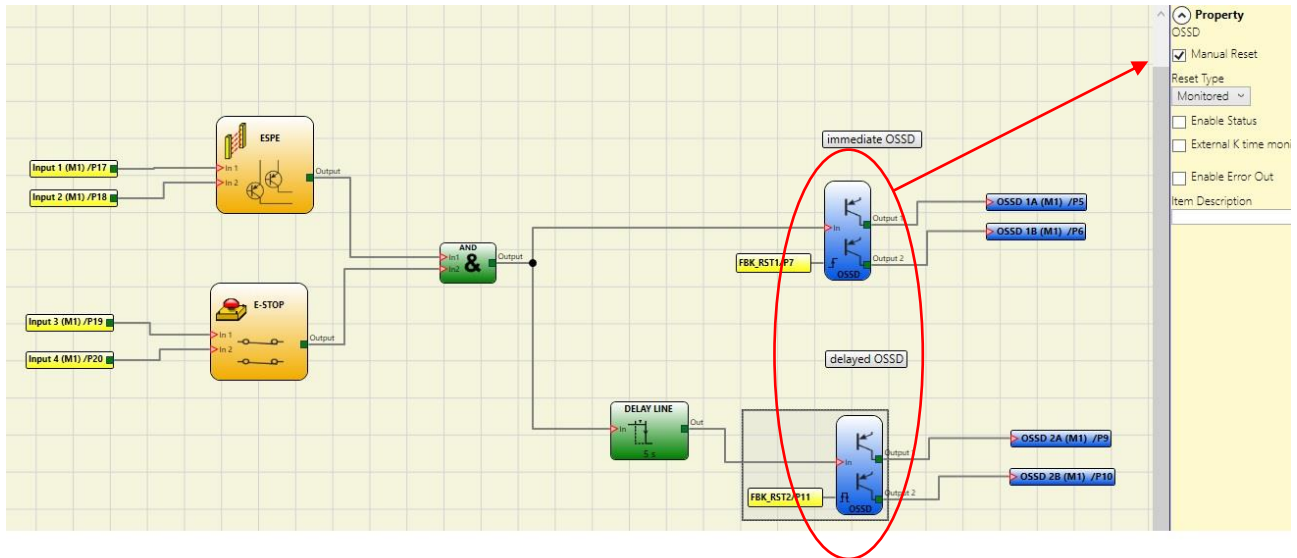 Property
OSSD
Manual Reset
Reset Type
Monitored
Enable Status
External K time moni
Enable Error Out
Item Description
immediate OSSD
ESPE
Input 1 (M1) /P17
In 1
Input 2 (M1) /P18
In 2
Output
OSSD 1A (M1) /P5
Output 1
In
OSSD 1B (M1) /P6
Output 2
FBK_RST1/P7
OSSD
AND
In1
In2
&
Output
E-STOP
Input 3 (M1) /P19
In 1
Input 4 (M1) /P20
In 2
Output
delayed OSSD
DELAY LINE
In
Out
5 s
OSSD 2A (M1) /P9
Output
In
OSSD 2B (M1) /P10
Output 2
FBK_RST2/P11
OSSD